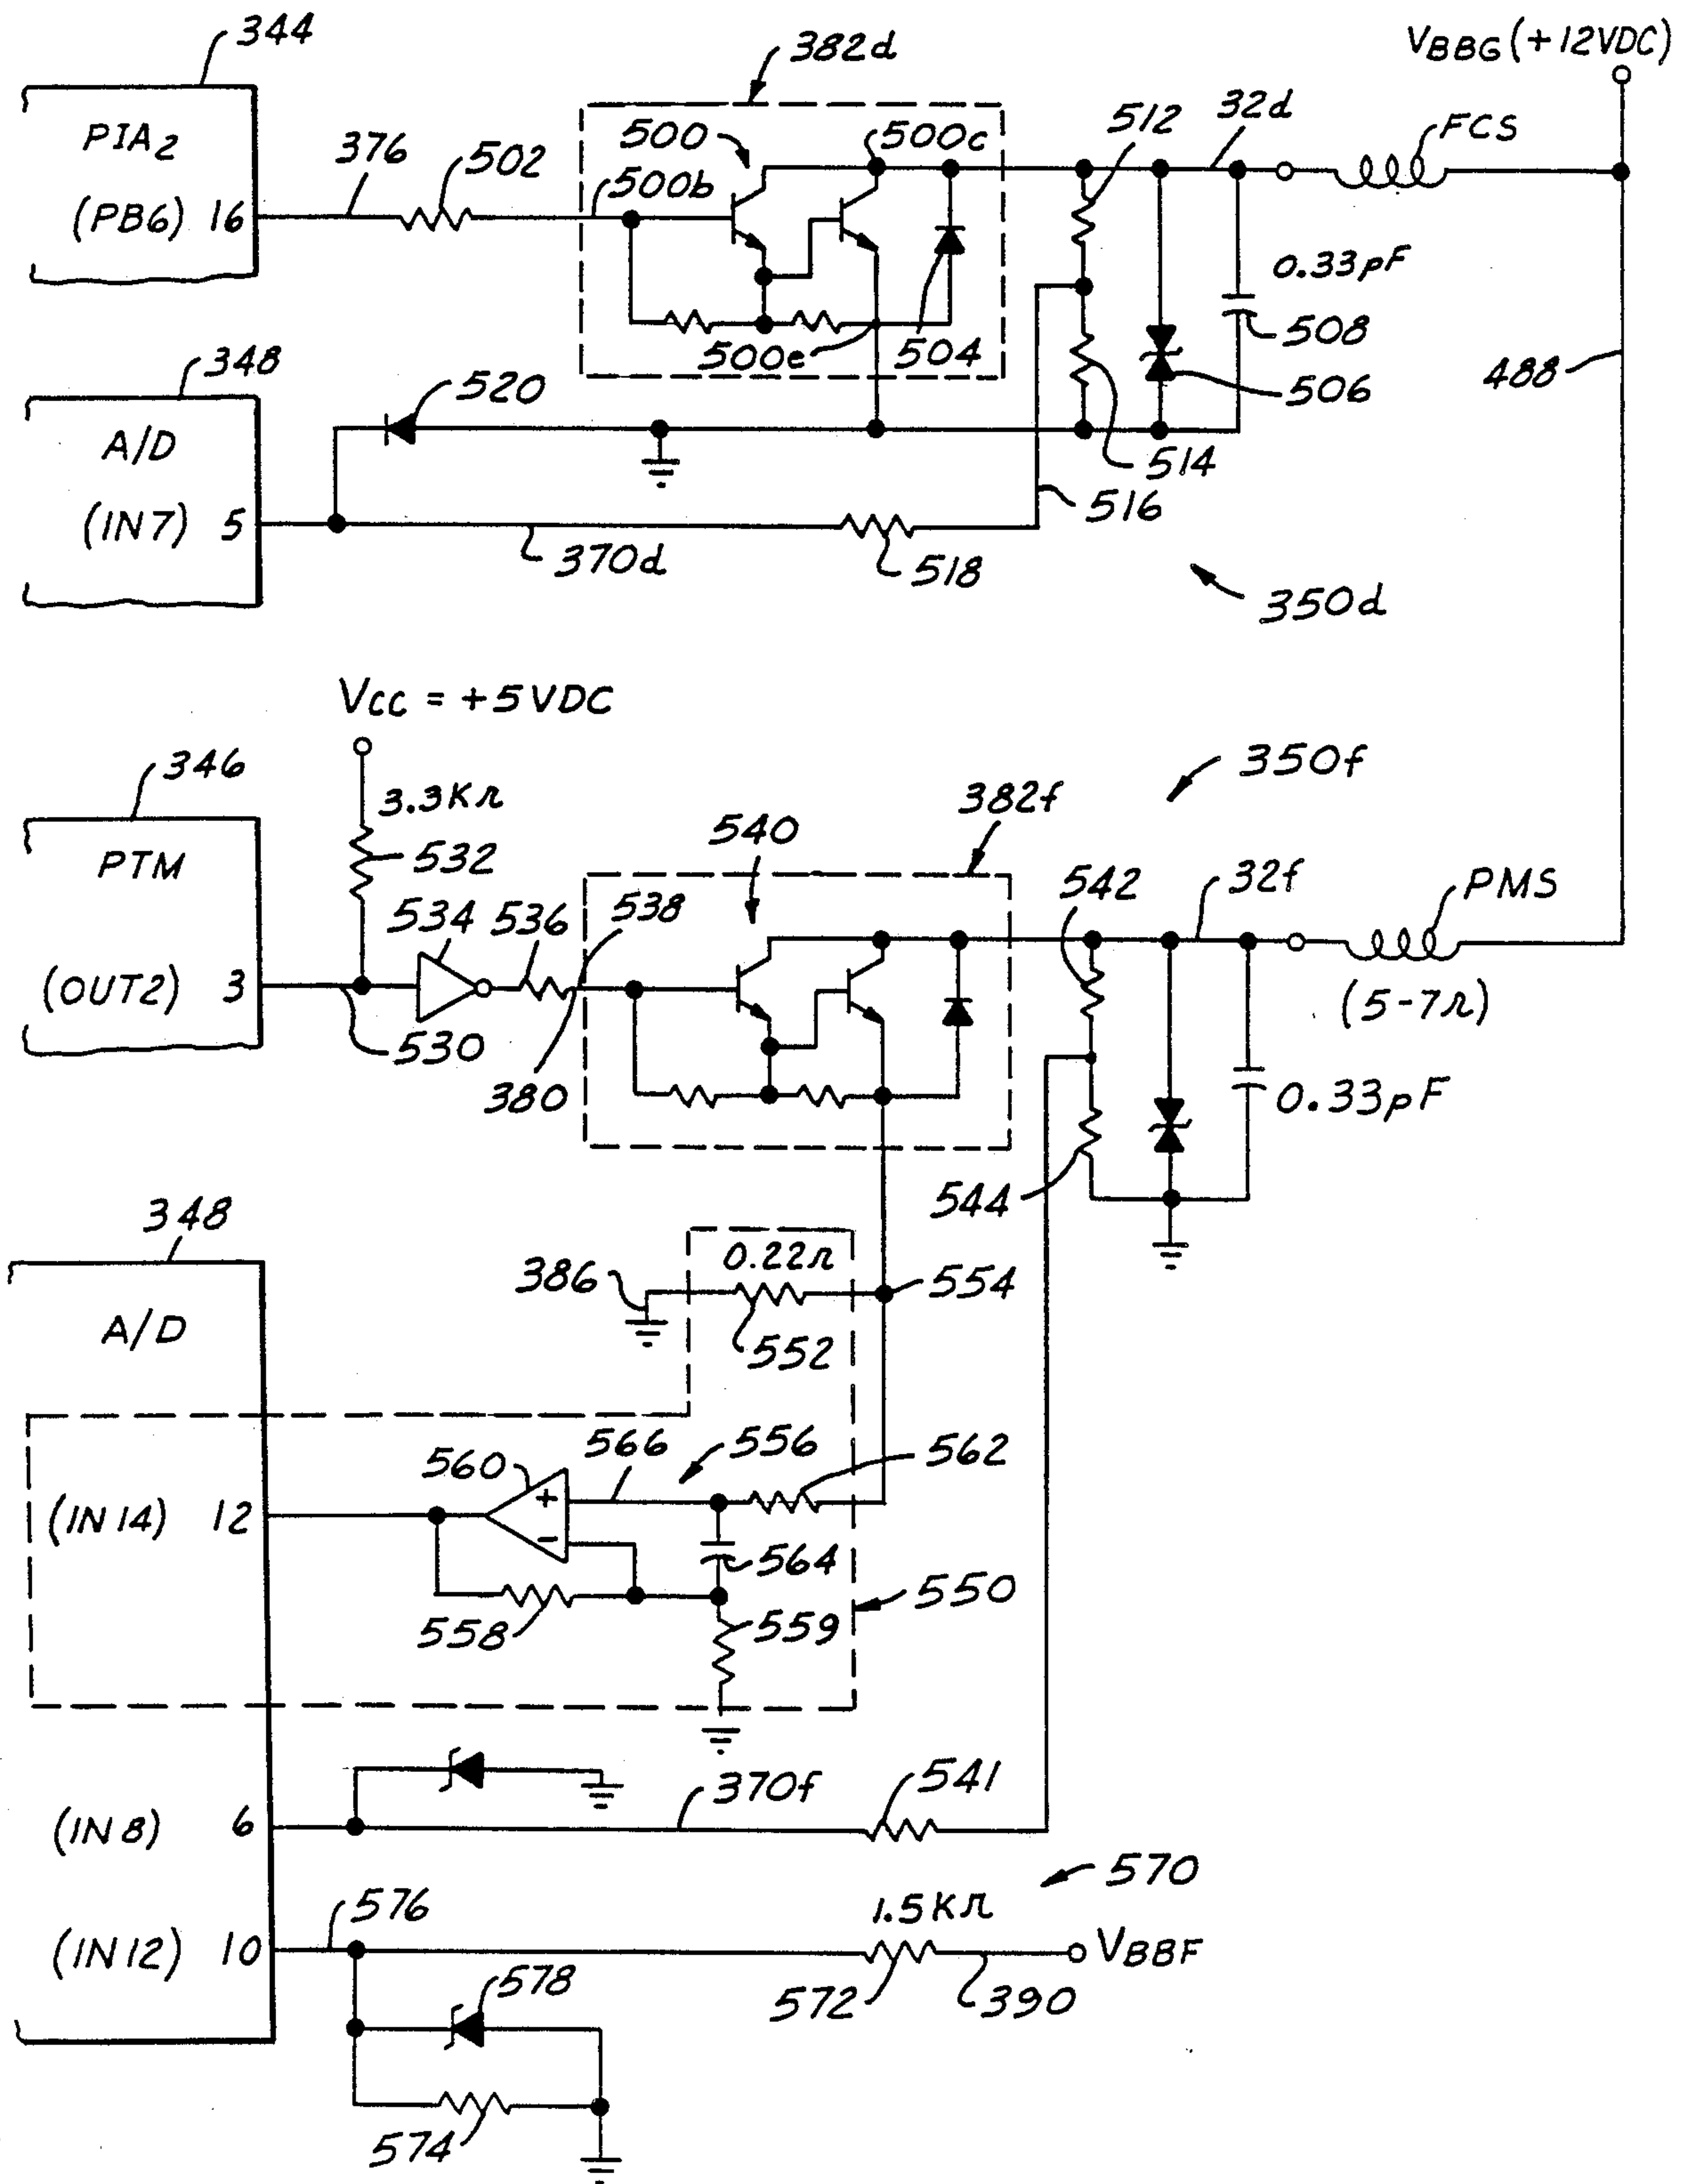 344
382d
VBBG (+12VDC)
PIA2
376
502
500
500c
512
32d
FCS
500b
(PB6) 16
0.33pF
508
500e
504
506
488
348
520
A/D
514
516
(IN7) 5
370d
518
350d
VCC = +5VDC
346
3.3KΩ
350f
382f
540
PTM
532
542
32f
PMS
534
536
538
(OUT2) 3
(5-7Ω)
530
380
0.33pF
348
544
0.22Ω
386
554
A/D
552
566
556
562
560
+
(IN14) 12
−
564
550
558
559
370f
541
(IN8) 6
570
576
1.5KΩ
(IN12) 10
VBBF
578
572
390
574